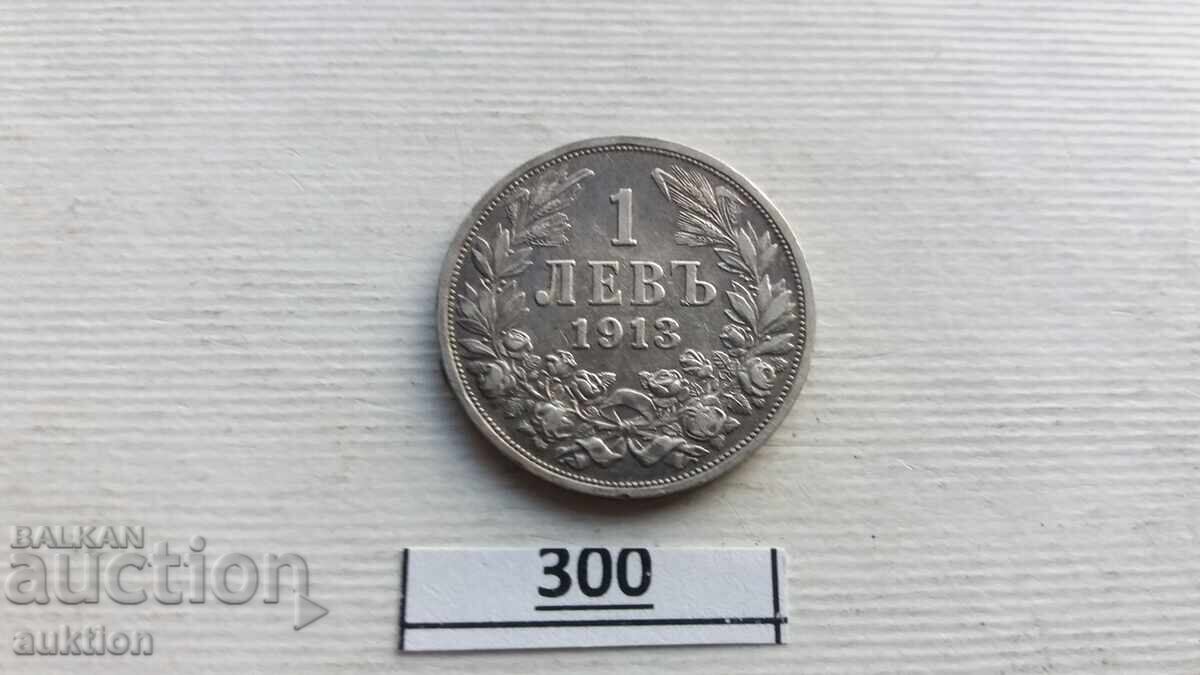 1
ЛЕВЪ
1913
300
BALKAN
auction
auktion